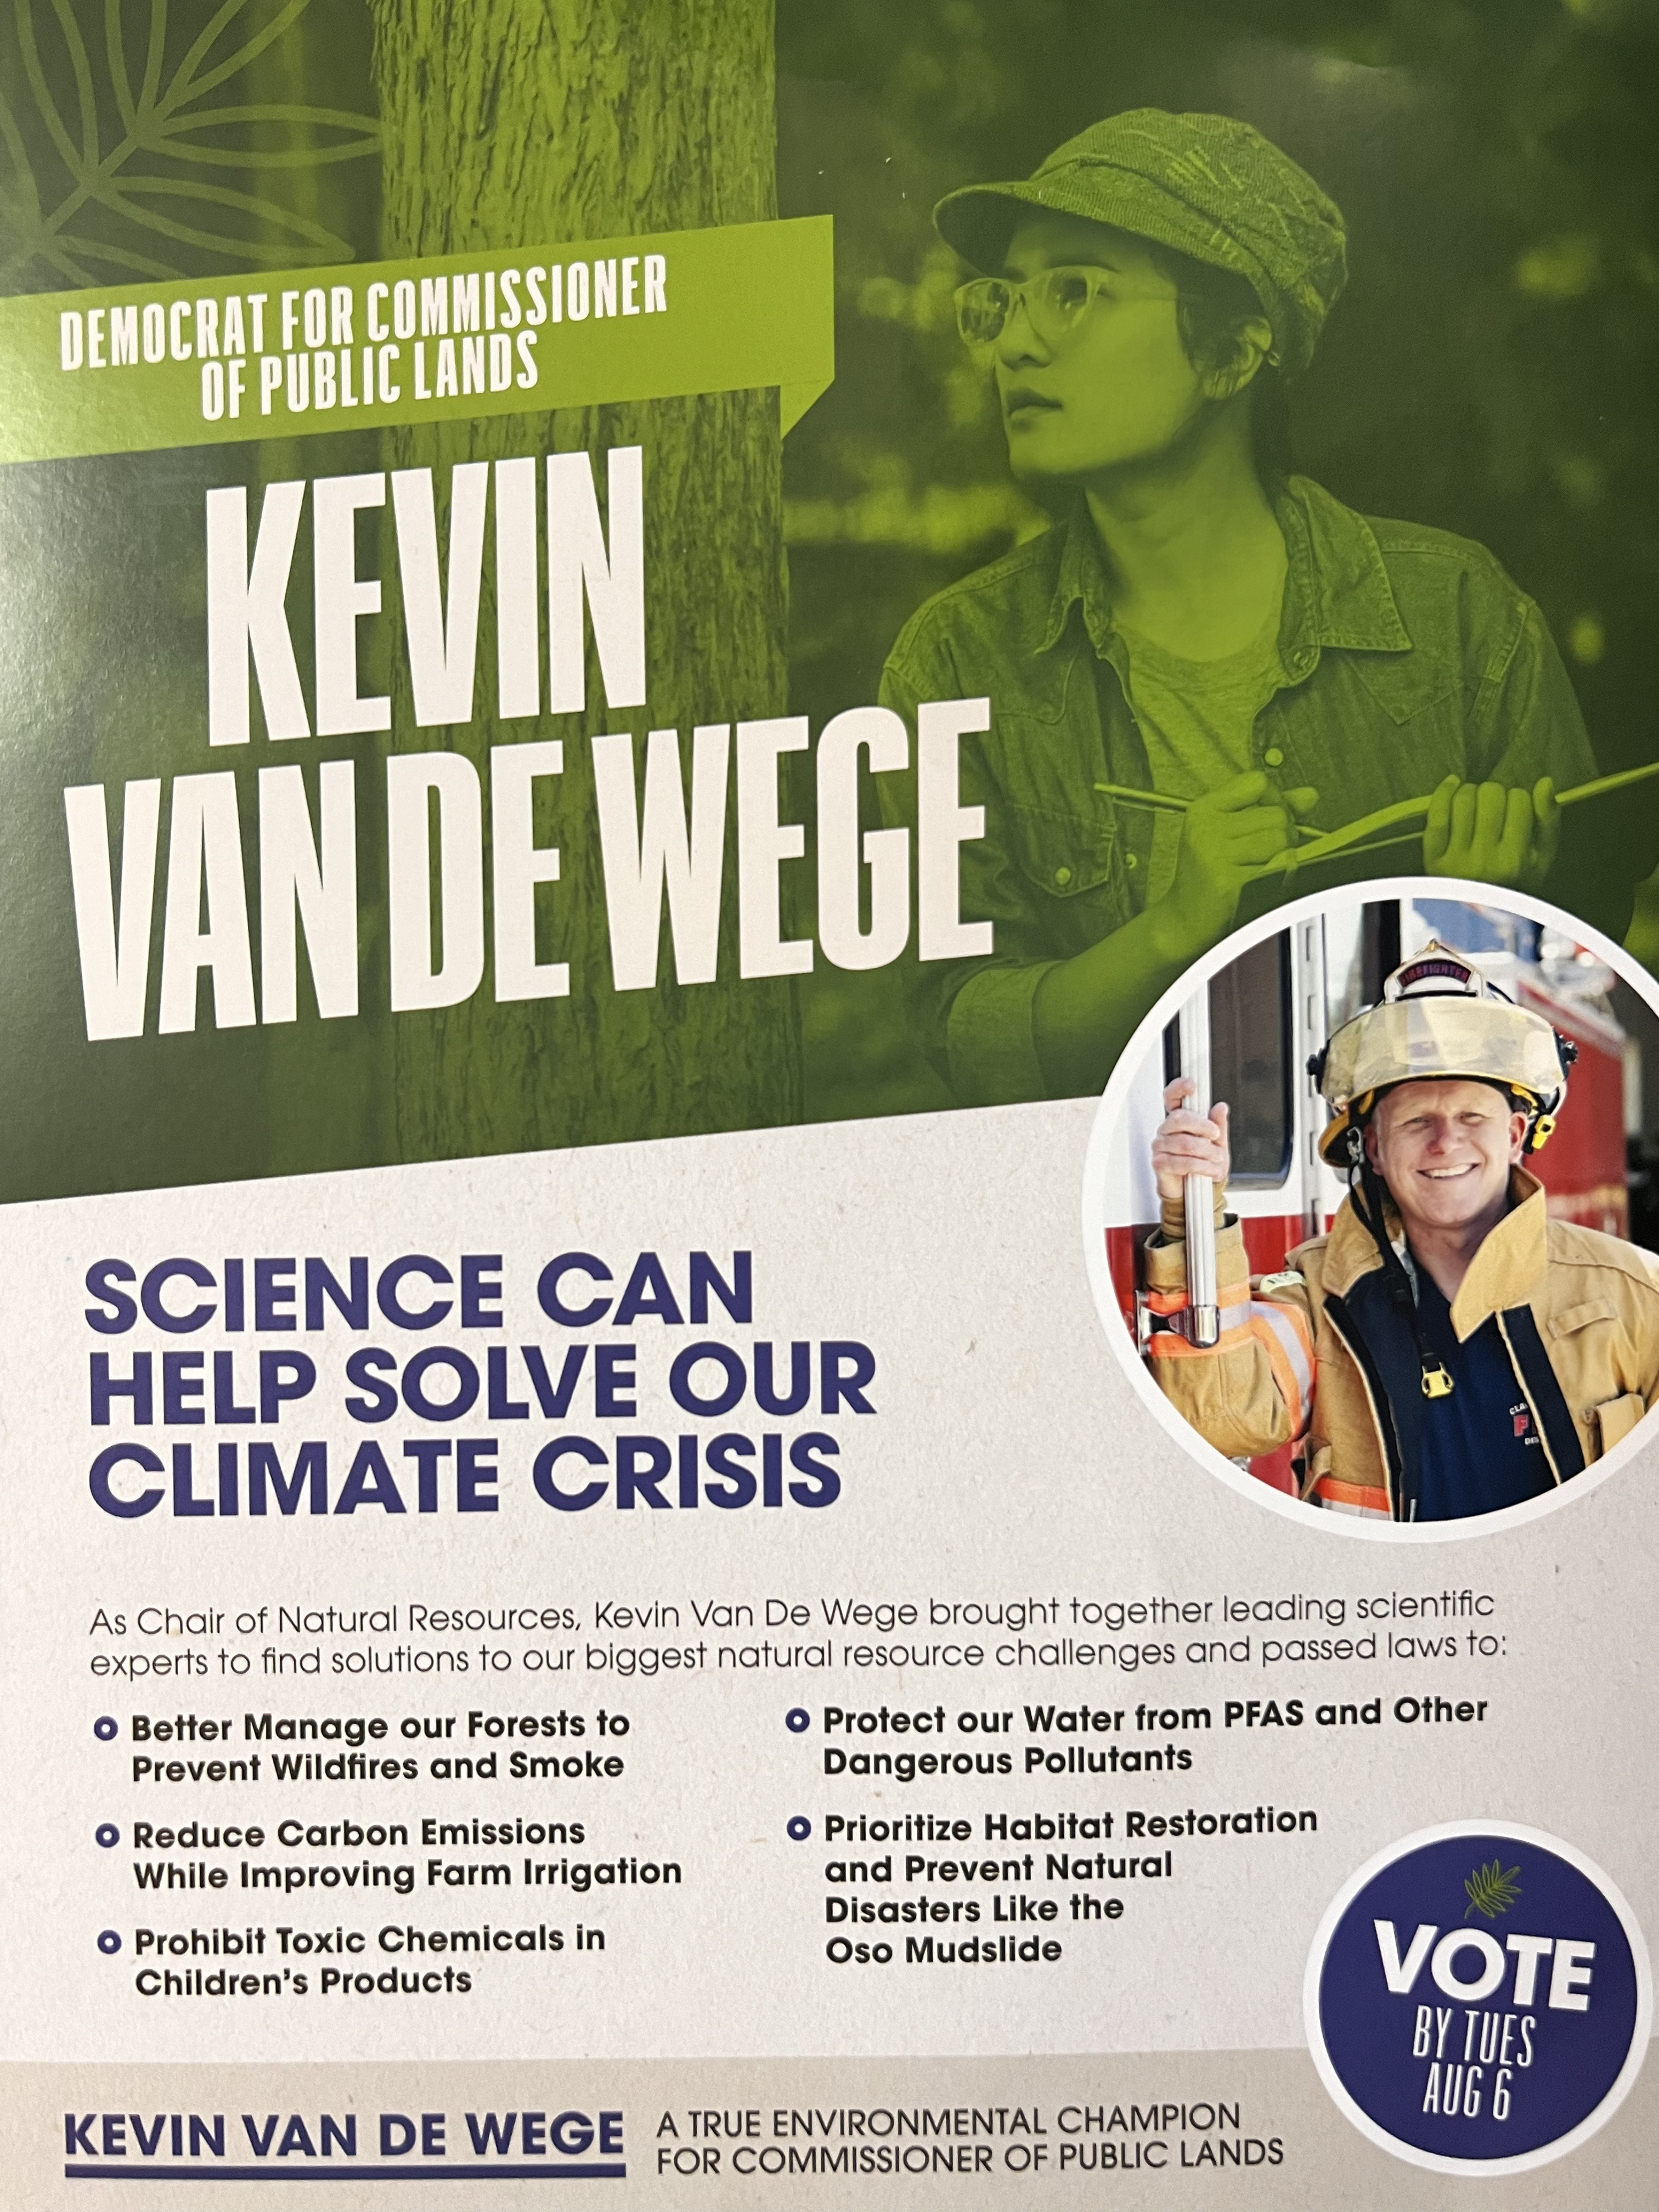 DEMOCRAT FOR COMMISSIONER
OF PUBLIC LANDS
KEVIN
VAN DE WEGE
FIREFIGHTER
SCIENCE CAN
HELP SOLVE OUR
CLIMATE CRISIS
As Chair of Natural Resources, Kevin Van De Wege brought together leading scientific
experts to find solutions to our biggest natural resource challenges and passed laws to:
Better Manage our Forests to
Prevent Wildfires and Smoke
Reduce Carbon Emissions
While Improving Farm Irrigation
Prohibit Toxic Chemicals in
Children's Products
Protect our Water from PFAS and Other
Dangerous Pollutants
Prioritize Habitat Restoration
and Prevent Natural
Disasters Like the
Oso Mudslide
VOTE
BY TUES
AUG 6
KEVIN VAN DE WEGE
A TRUE ENVIRONMENTAL CHAMPION
FOR COMMISSIONER OF PUBLIC LANDS